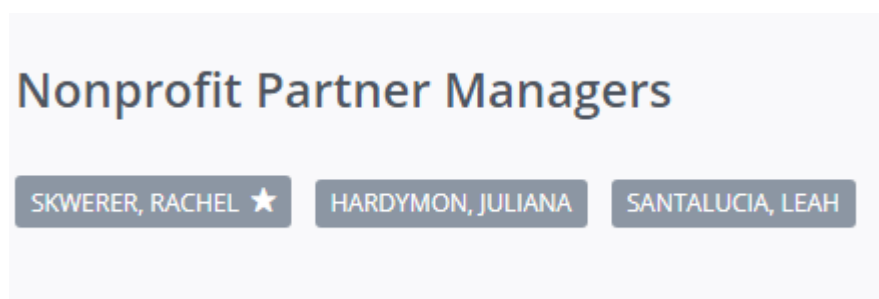 Nonprofit Partner Managers
SKWERER, RACHEL ★ HARDYMON, JULIANA SANTALUCIA, LEAH